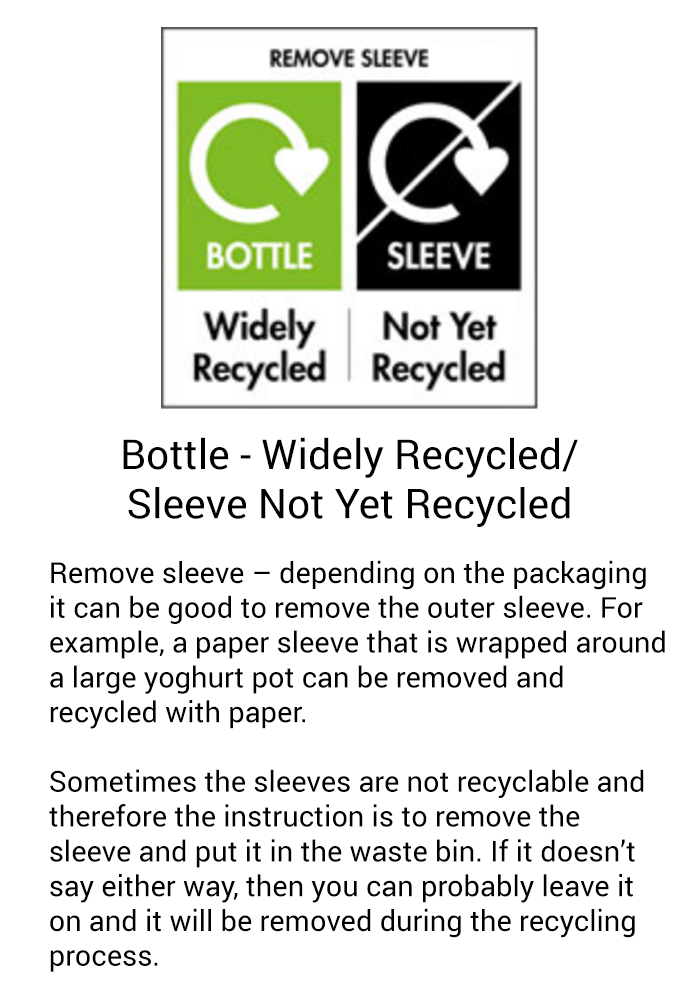 REMOVE SLEEVE
BOTTLE
SLEEVE
Widely
Recycled
Not Yet
Recycled
Bottle - Widely Recycled/
Sleeve Not Yet Recycled
Remove sleeve – depending on the packaging
it can be good to remove the outer sleeve. For
example, a paper sleeve that is wrapped around
a large yoghurt pot can be removed and
recycled with paper.
Sometimes the sleeves are not recyclable and
therefore the instruction is to remove the
sleeve and put it in the waste bin. If it doesn’t
say either way, then you can probably leave it
on and it will be removed during the recycling
process.